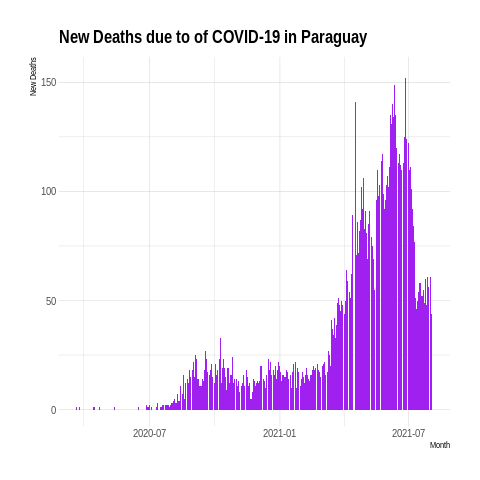 New Deaths due to of COVID-19 in Paraguay
New Deaths
150
100
50
0
2020-07
2021-01
2021-07
Month